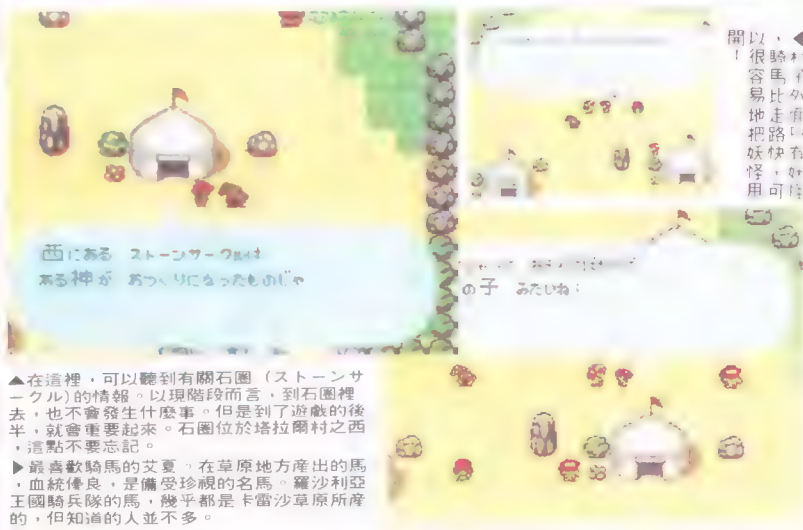 西にある ストーンサークルは
ある神が おつくりになったものじゃ
の子 みたいね
▲在這裡，可以聽到有關石圈（ストーンサ
ークル）的情報。以現階段而言，到石圈裡
去，也不會發生什麼事。但是到了遊戲的後
半，就會重要起來。石圈位於塔拉爾村之西
，這點不要忘記。
▶最喜歡騎馬的艾夏。在草原地方產出的馬
，血統優良，是備受珍視的名馬。羅沙利亞
王國騎兵隊的馬，幾乎都是卡雷沙草原所產
的，但知道的人並不多。
以，騎馬比走路快，可
很容易地把妖怪用
開！